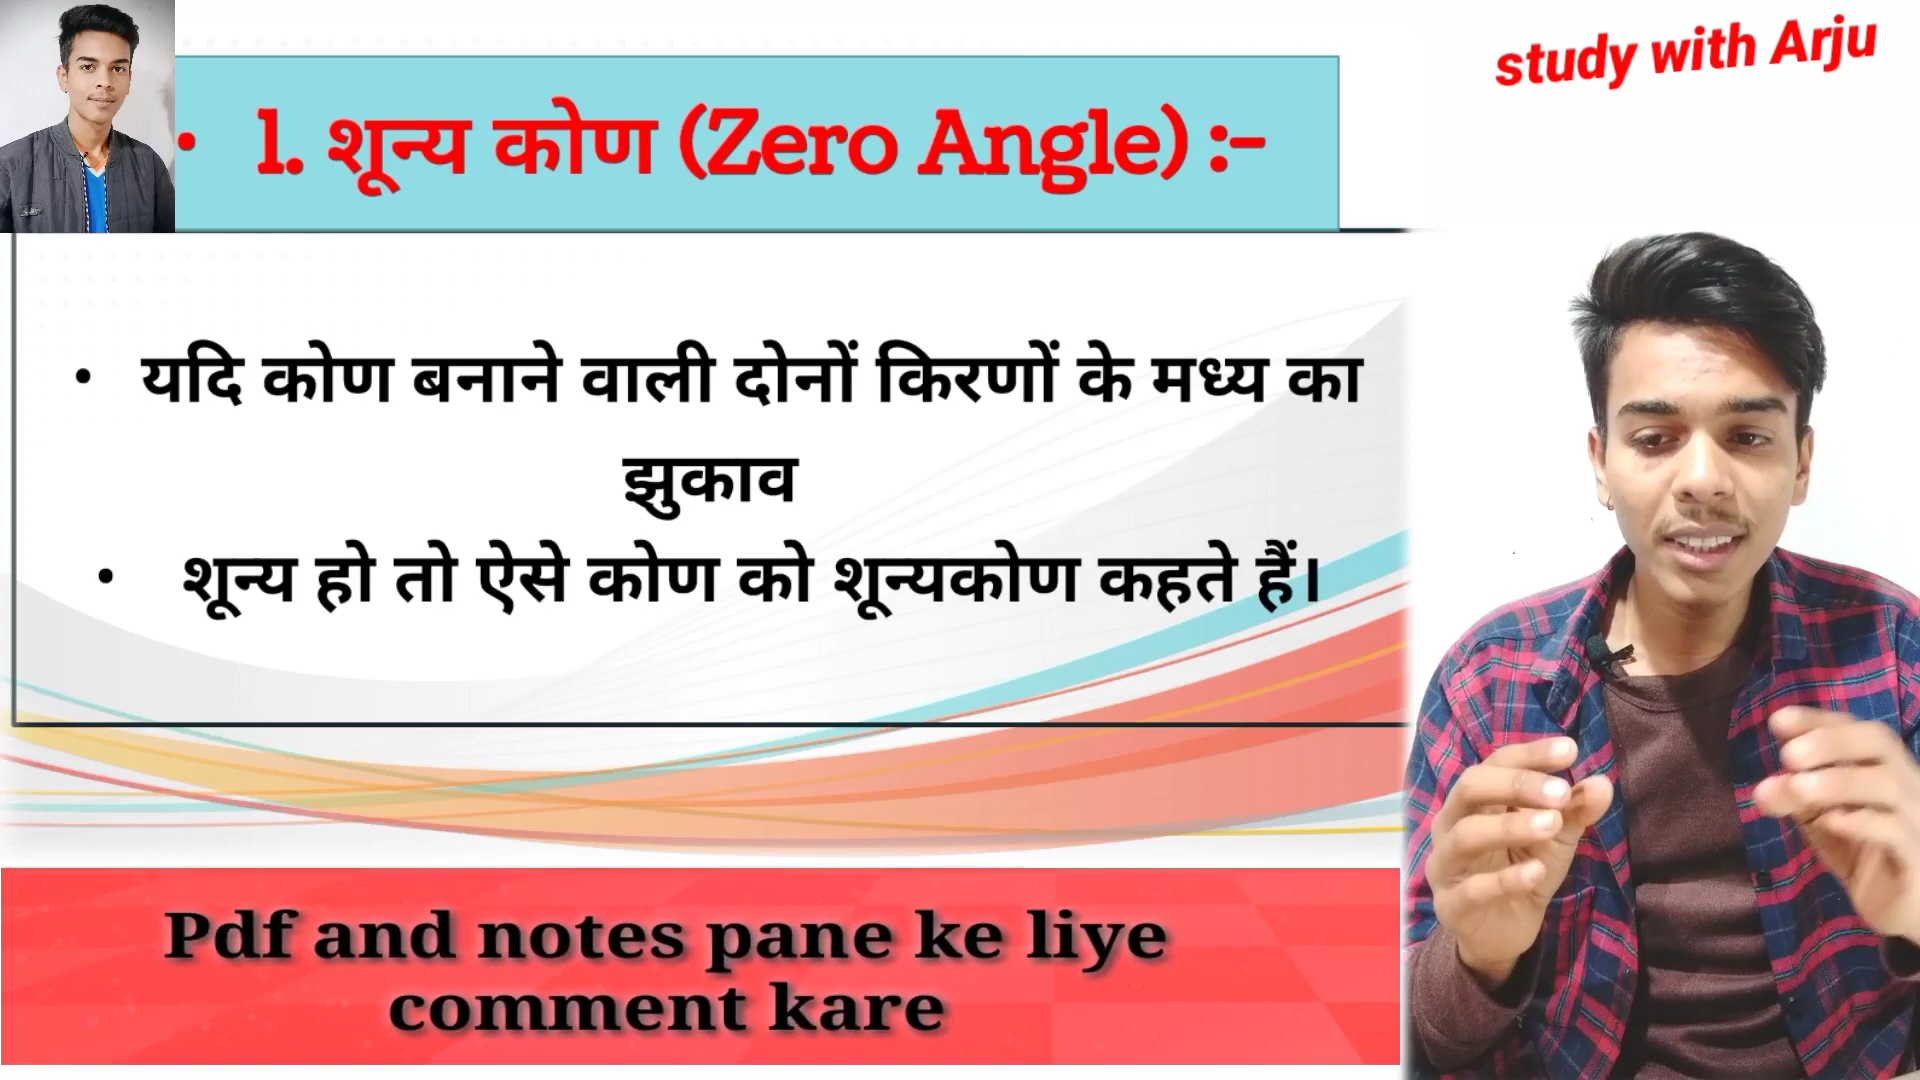 study with Arju
• 1. शून्य कोण (Zero Angle) :-
• यदि कोण बनाने वाली दोनों किरणों के मध्य का
झुकाव
• शून्य हो तो ऐसे कोण को शून्यकोण कहते हैं।
Pdf and notes pane ke liye
comment kare